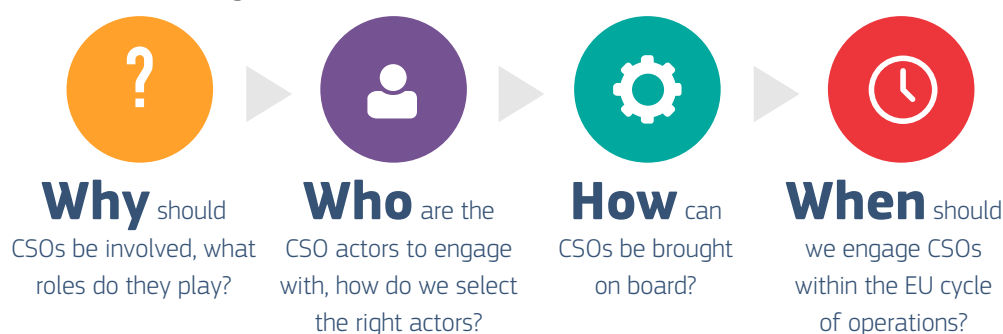 ?
Why should
CSOs be involved, what
roles do they play?
Who are the
CSO actors to engage
with, how do we select
the right actors?
How can
CSOs be brought
on board?
When should
we engage CSOs
within the EU cycle
of operations?